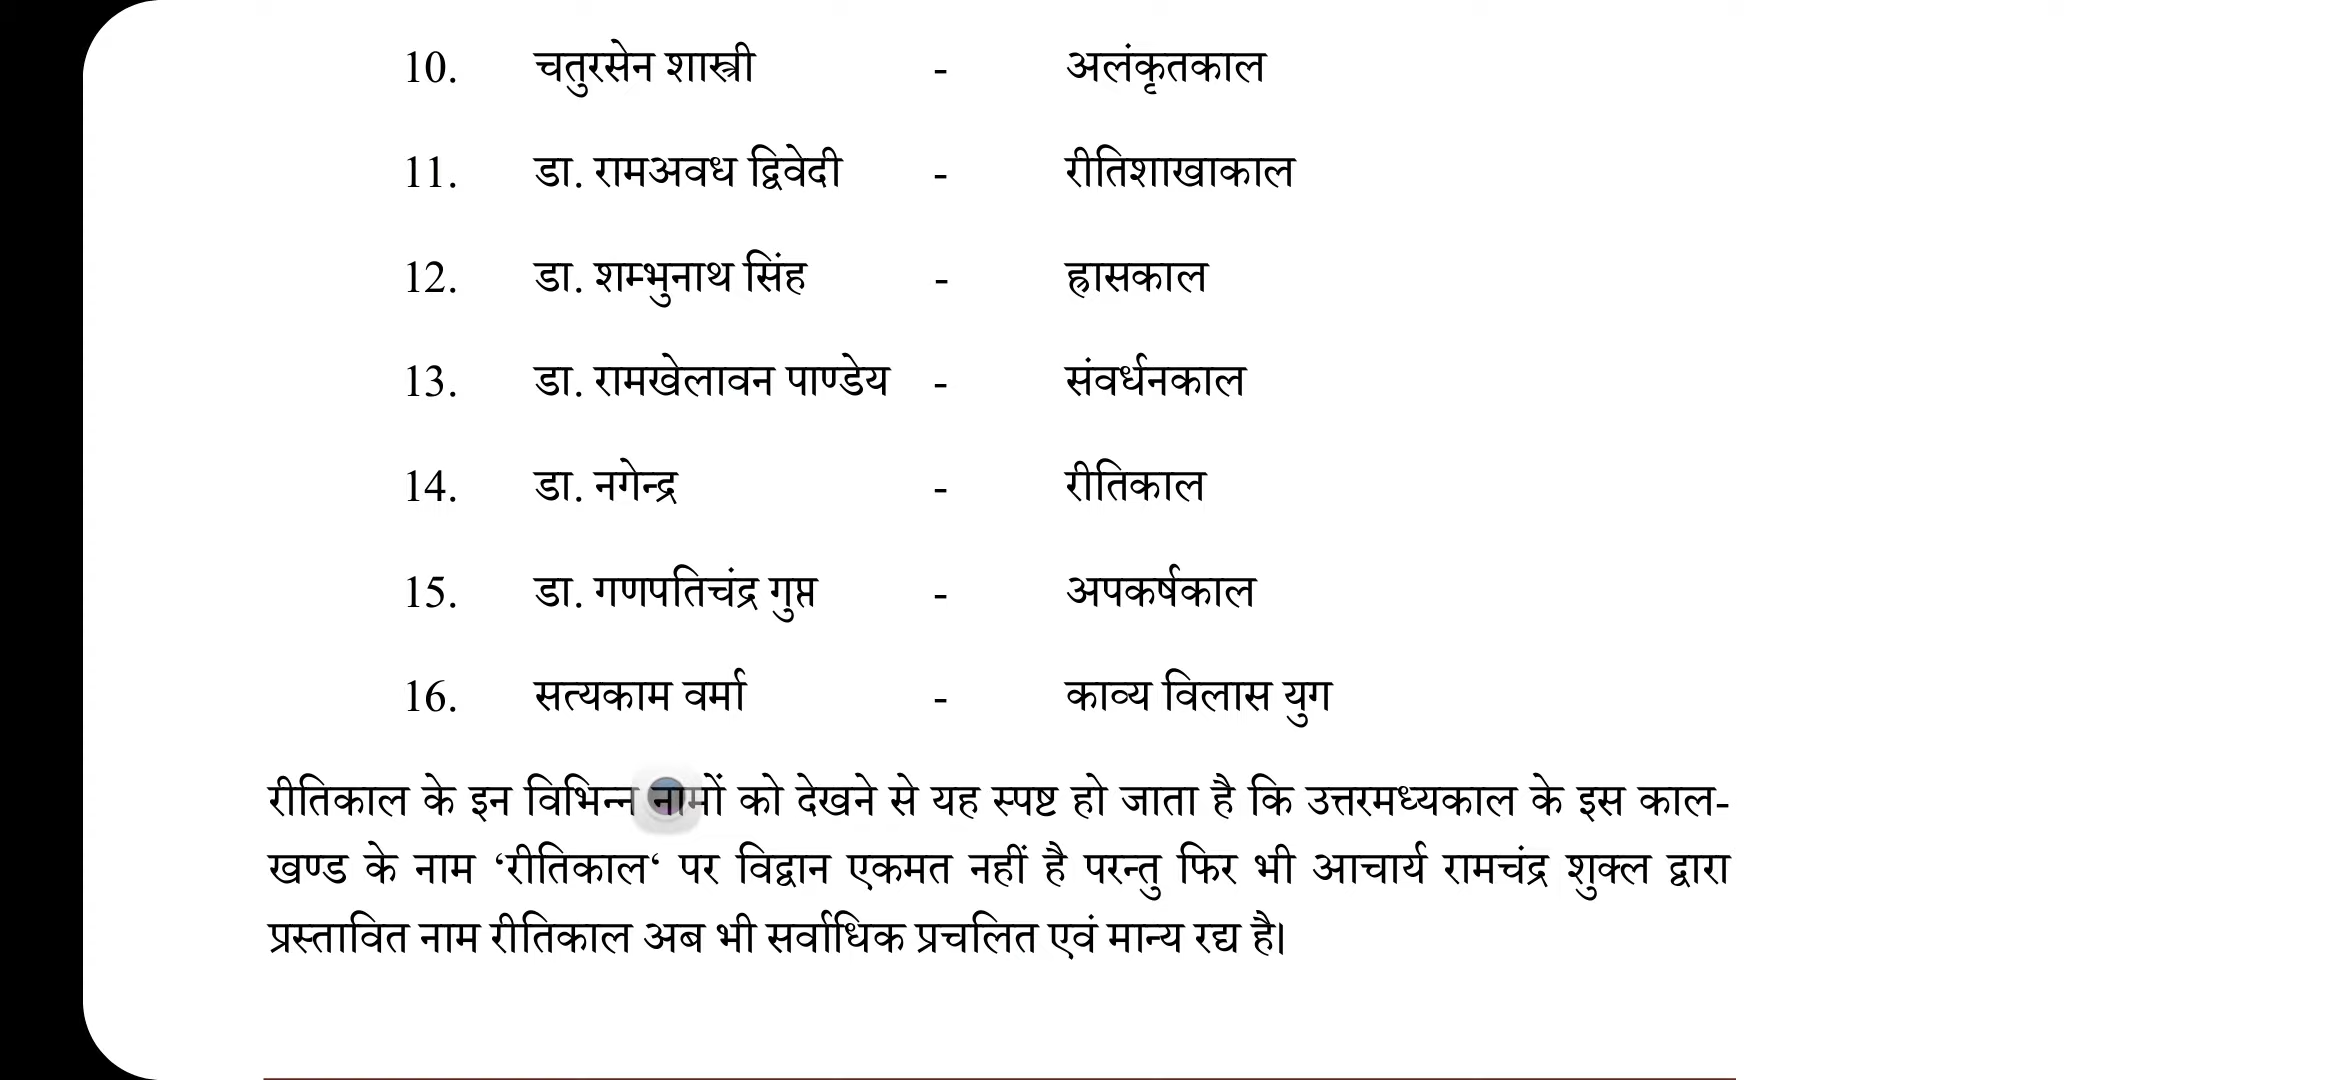 10. चतुरसेन शास्त्री - अलंकृतकाल
11. डा. रामअवध द्विवेदी - रीतिशाखाकाल
12. डा. शम्भुनाथ सिंह - ह्रासकाल
13. डा. रामखेलावन पाण्डेय - संवर्धनकाल
14. डा. नगेन्द्र - रीतिकाल
15. डा. गणपतिचंद्र गुप्त - अपकर्षकाल
16. सत्यकाम वर्मा - काव्य विलास युग
रीतिकाल के इन विभिन्न नामों को देखने से यह स्पष्ट हो जाता है कि उत्तरमध्यकाल के इस काल-
खण्ड के नाम ‘रीतिकाल‘ पर विद्वान एकमत नहीं है परन्तु फिर भी आचार्य रामचंद्र शुक्ल द्वारा
प्रस्तावित नाम रीतिकाल अब भी सर्वाधिक प्रचलित एवं मान्य रद्य है।